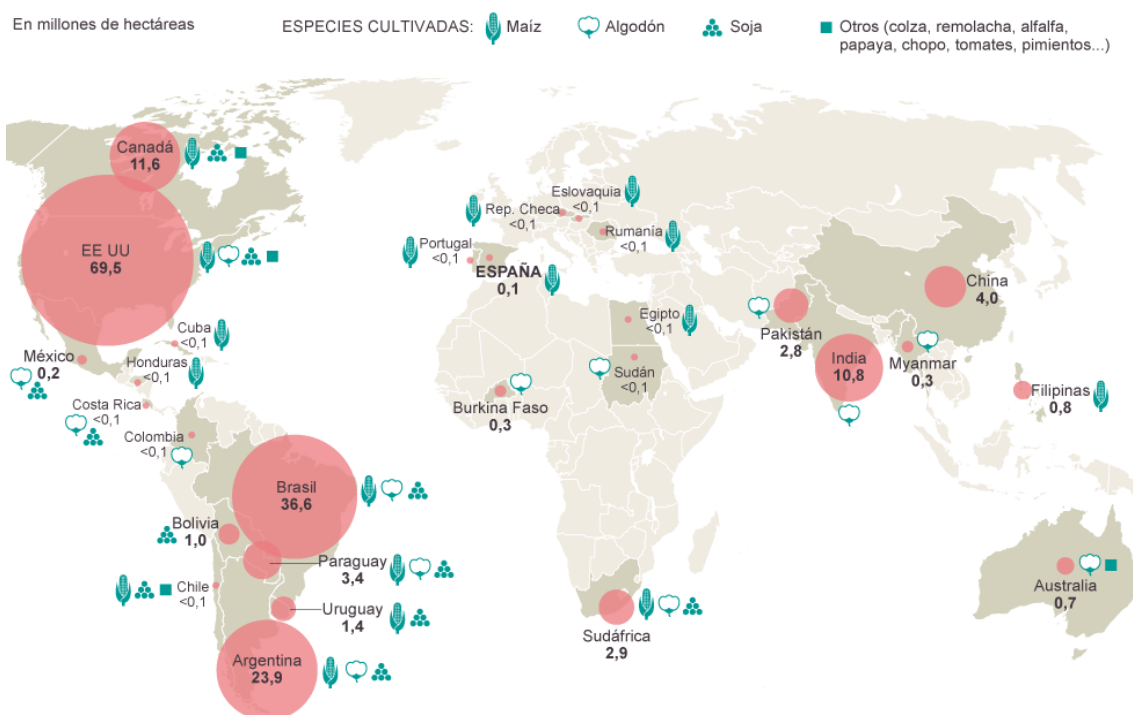 En millones de hectáreas
ESPECIES CULTIVADAS: Maíz Algodón Soja Otros (colza, remolacha, alfalfa,
papaya, chopo, tomates, pimientos...)
Canadá
11,6
EE UU
69,5
México
0,2
Cuba
<0,1
Honduras
<0,1
Costa Rica
<0,1
Colombia
<0,1
Brasil
36,6
Bolivia
1,0
Paraguay
3,4
Chile
<0,1
Uruguay
1,4
Argentina
23,9
Eslovaquia
<0,1
Rep. Checa
<0,1
Rumanía
<0,1
Portugal
<0,1
ESPAÑA
0,1
Egipto
<0,1
Sudán
<0,1
Burkina Faso
0,3
Sudáfrica
2,9
China
4,0
Pakistán
2,8
India
10,8
Myanmar
0,3
Filipinas
0,8
Australia
0,7